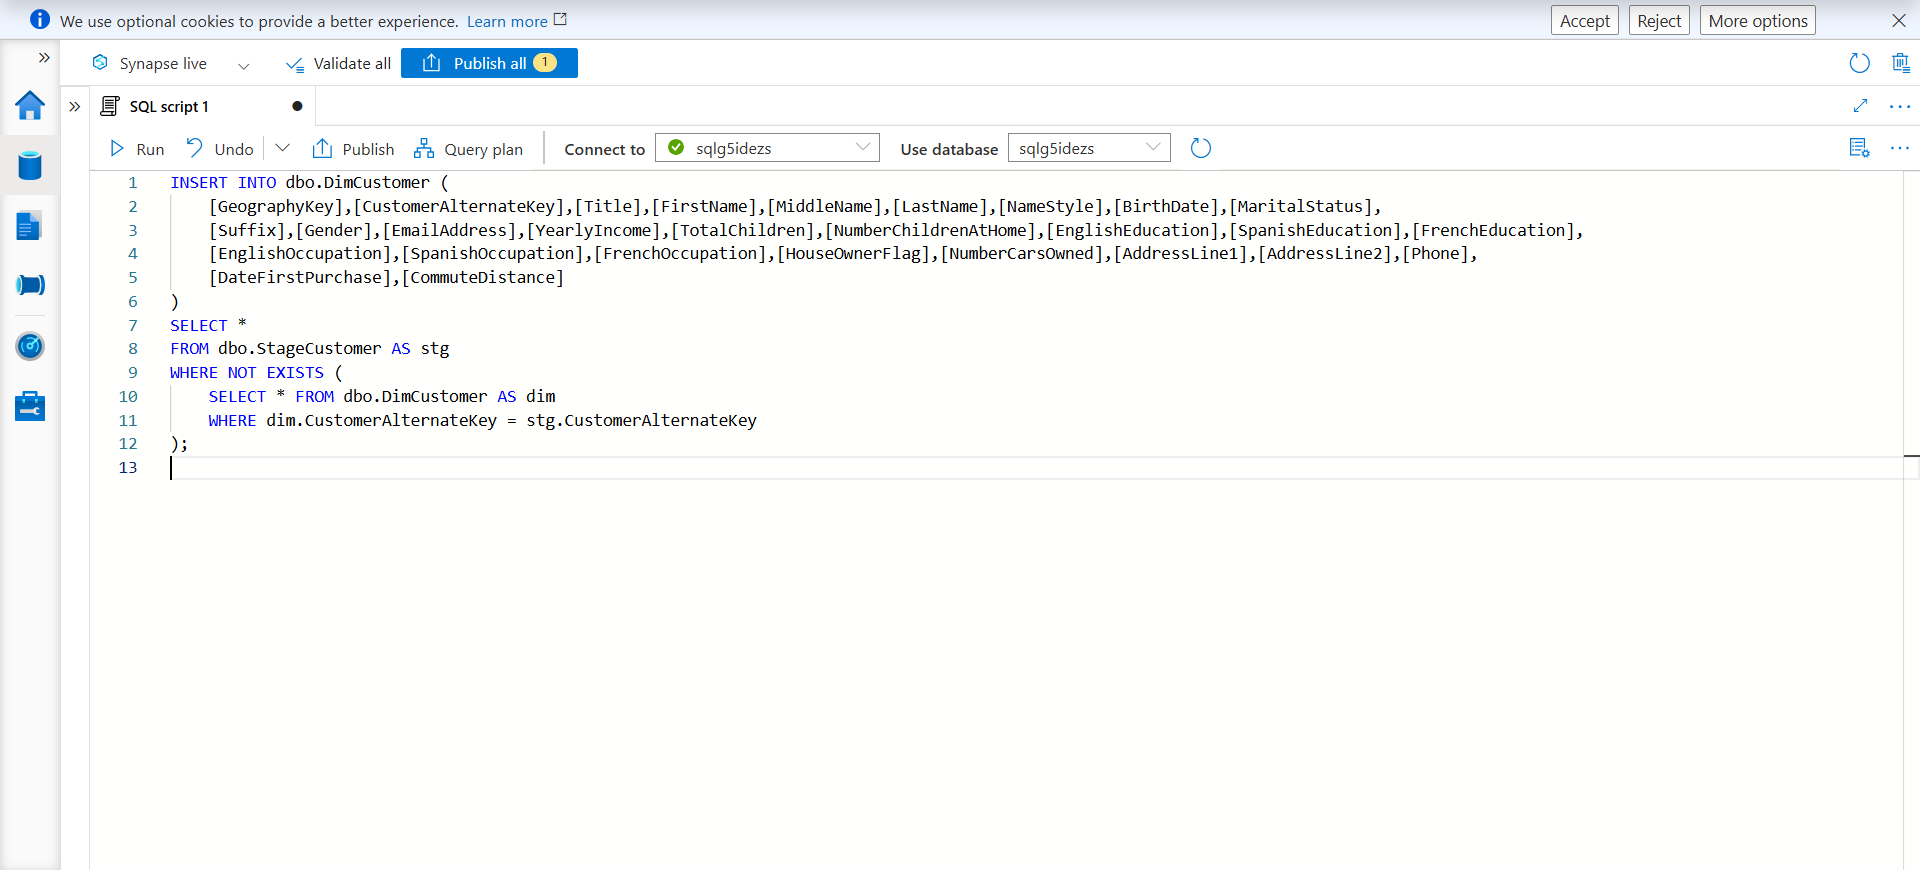 We use optional cookies to provide a better experience. Learn more
Accept
Reject
More options
Synapse live
Validate all
Publish all 1
SQL script 1
Run
Undo
Publish
Query plan
Connect to
sqlg5idezs
Use database
sqlg5idezs
1 INSERT INTO dbo.DimCustomer (
2 [GeographyKey],[CustomerAlternateKey],[Title],[FirstName],[MiddleName],[LastName],[NameStyle],[BirthDate],[MaritalStatus],
3 [Suffix],[Gender],[EmailAddress],[YearlyIncome],[TotalChildren],[NumberChildrenAtHome],[EnglishEducation],[SpanishEducation],[FrenchEducation],
4 [EnglishOccupation],[SpanishOccupation],[FrenchOccupation],[HouseOwnerFlag],[NumberCarsOwned],[AddressLine1],[AddressLine2],[Phone],
5 [DateFirstPurchase],[CommuteDistance]
6 )
7 SELECT *
8 FROM dbo.StageCustomer AS stg
9 WHERE NOT EXISTS (
10 SELECT * FROM dbo.DimCustomer AS dim
11 WHERE dim.CustomerAlternateKey = stg.CustomerAlternateKey
12 );
13